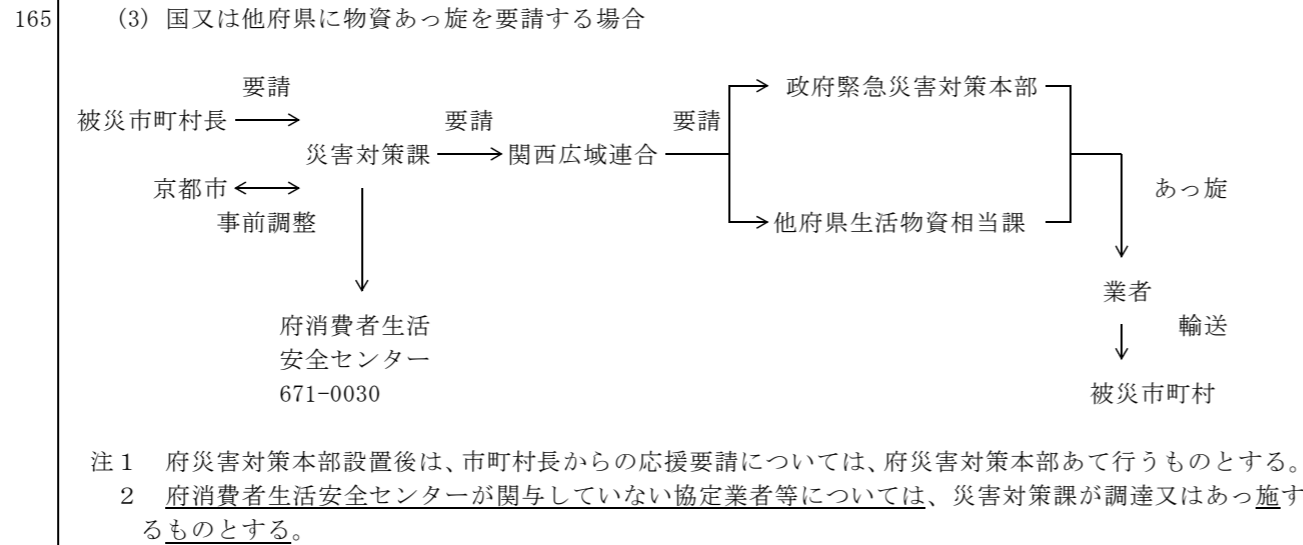 165 (3) 国又は他府県に物資あっ旋を要請する場合
要請
政府緊急災害対策本部
被災市町村長
要請
要請
災害対策課
関西広域連合
京都市
あっ旋
事前調整
他府県生活物資相当課
業者
府消費者生活
輸送
安全センター
671-0030
被災市町村
注1 府災害対策本部設置後は、市町村長からの応援要請については、府災害対策本部あて行うものとする。
2 府消費者生活安全センターが関与していない協定業者等については、災害対策課が調達又はあっ施す
るものとする。